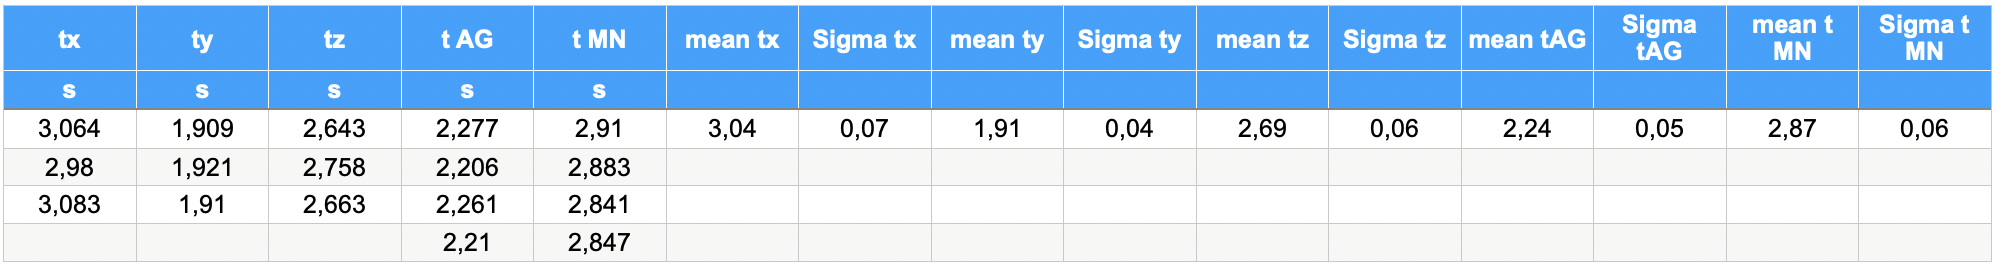 tx ty tz t AG t MN mean tx Sigma tx mean ty Sigma ty mean tz Sigma tz mean tAG Sigma tAG mean t MN Sigma t MN
s s s s s
3,064 1,909 2,643 2,277 2,91 3,04 0,07 1,91 0,04 2,69 0,06 2,24 0,05 2,87 0,06
2,98 1,921 2,758 2,206 2,883
3,083 1,91 2,663 2,261 2,841
2,21 2,847